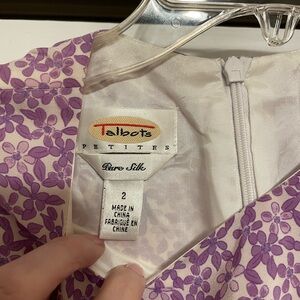 Talbots
PETITES
Pure Silk
2
MADE IN
CHINA
FABRIQUÉ EN
CHINE